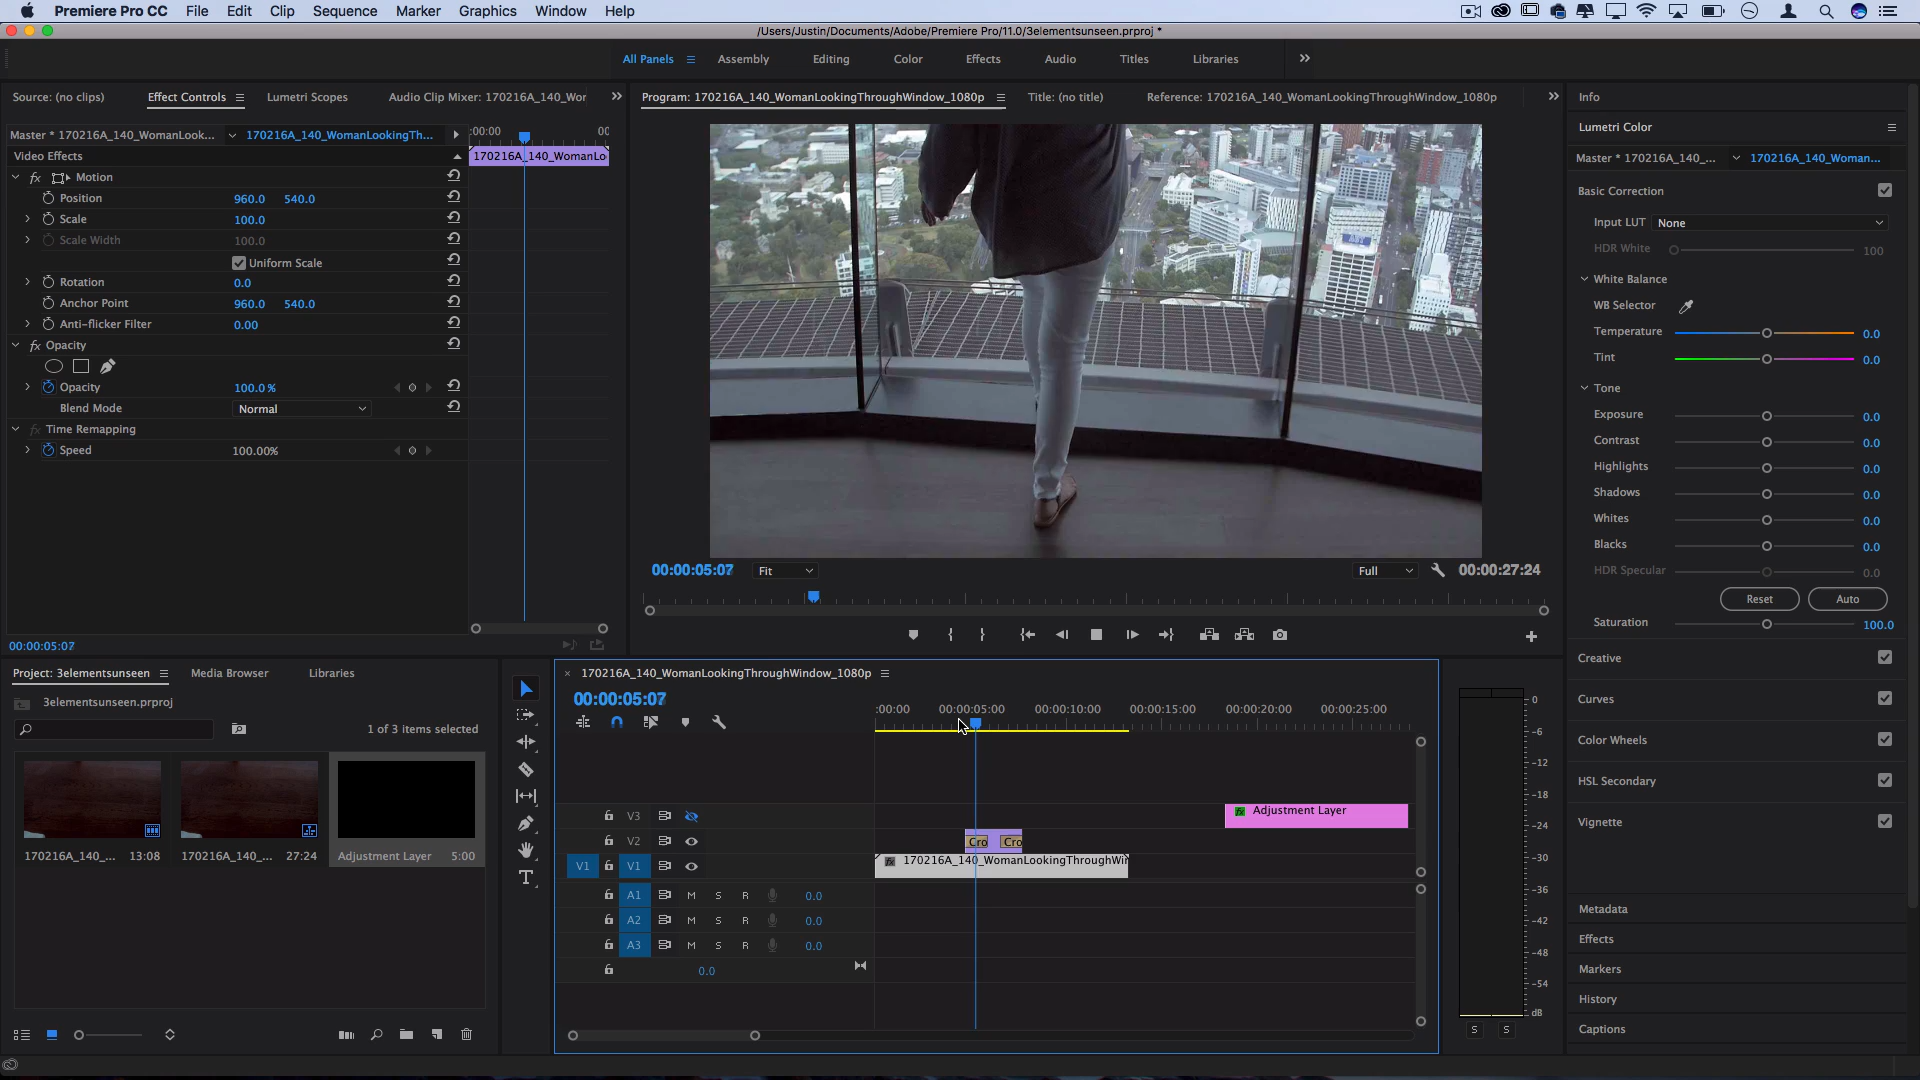 Premiere Pro CC File Edit Clip Sequence Marker Graphics Window Help
/Users/Justin/Documents/Adobe/Premiere Pro/11.0/3elementsunseen.prproj *
All Panels Assembly Editing Color Effects Audio Titles Libraries
Source: (no clips) Effect Controls Lumetri Scopes Audio Clip Mixer: 170216A_140_Wor
Program: 170216A_140_WomanLookingThroughWindow_1080p Title: (no title) Reference: 170216A_140_WomanLookingThroughWindow_1080p
Master * 170216A_140_WomanLook... 170216A_140_WomanLookingTh... :00:00 00
Video Effects 170216A_140_WomanLo
fx Motion
Position 960.0 540.0
Scale 100.0
Scale Width 100.0
Uniform Scale
Rotation 0.0
Anchor Point 960.0 540.0
Anti-flicker Filter 0.00
fx Opacity
Opacity 100.0 %
Blend Mode Normal
fx Time Remapping
Speed 100.00%
00:00:05:07
00:00:05:07 Fit Full 00:00:27:24
Info
Lumetri Color
Master * 170216A_140_... 170216A_140_Woman...
Basic Correction
Input LUT None
HDR White 100
White Balance
WB Selector
Temperature 0.0
Tint 0.0
Tone
Exposure 0.0
Contrast 0.0
Highlights 0.0
Shadows 0.0
Whites 0.0
Blacks 0.0
HDR Specular 0.0
Reset Auto
Saturation 100.0
Creative
Curves
Color Wheels
HSL Secondary
Vignette
Metadata
Effects
Markers
History
Captions
Project: 3elementsunseen Media Browser Libraries
3elementsunseen.prproj
1 of 3 items selected
170216A_140_... 13:08 170216A_140_... 27:24 Adjustment Layer 5:00
× 170216A_140_WomanLookingThroughWindow_1080p
00:00:05:07
:00:00 00:00:05:00 00:00:10:00 00:00:15:00 00:00:20:00 00:00:25:00
V3 fx Adjustment Layer
V2 Cro Cro
V1 V1 fx 170216A_140_WomanLookingThroughWin
A1 M S R 0.0
A2 M S R 0.0
A3 M S R 0.0
0.0
0
-6
-12
-18
-24
-30
-36
-42
-48
-54
dB
S S